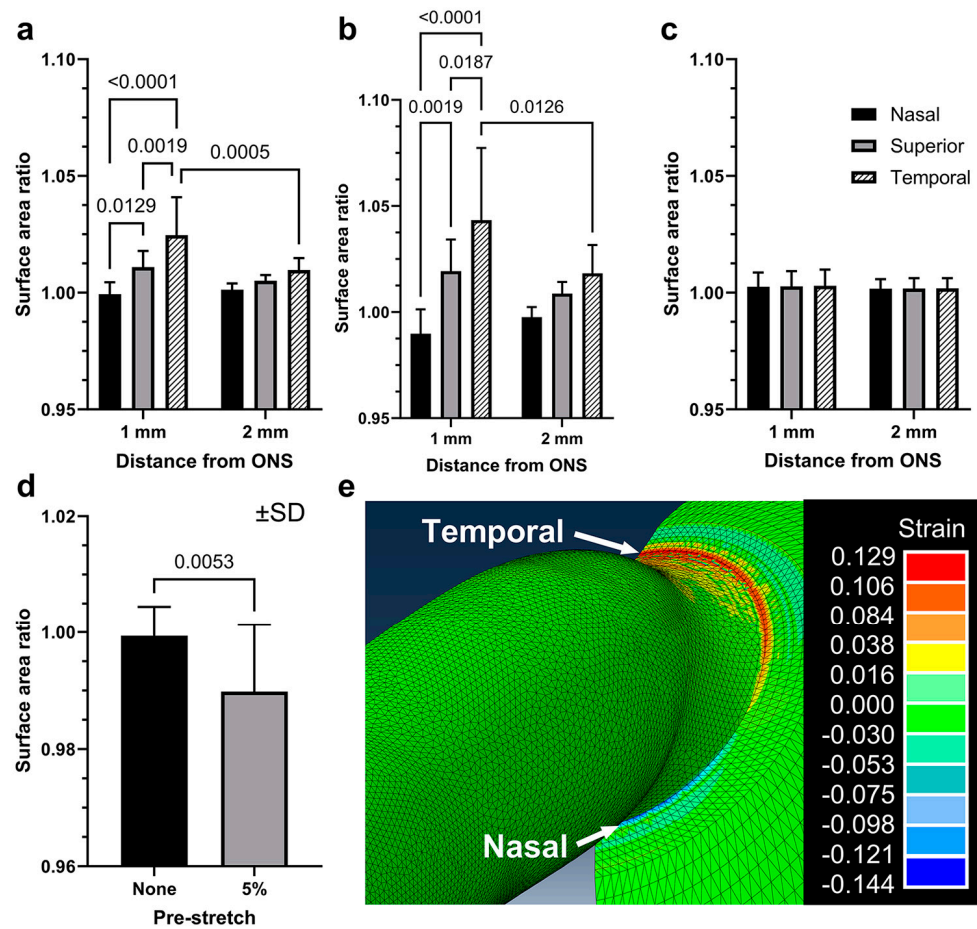 a
<0.0001
0.0019
0.0005
0.0129
1.10
1.05
1.00
0.95
Surface area ratio
1 mm
2 mm
Distance from ONS
b
<0.0001
0.0187
0.0019
0.0126
1.10
1.05
1.00
0.95
Surface area ratio
1 mm
2 mm
Distance from ONS
c
1.10
1.05
1.00
0.95
Surface area ratio
Nasal
Superior
Temporal
1 mm
2 mm
Distance from ONS
d
±SD
0.0053
1.02
1.00
0.98
0.96
Surface area ratio
None
5%
Pre-stretch
e
Temporal
Nasal
Strain
0.129
0.106
0.084
0.038
0.016
0.000
-0.030
-0.053
-0.075
-0.098
-0.121
-0.144